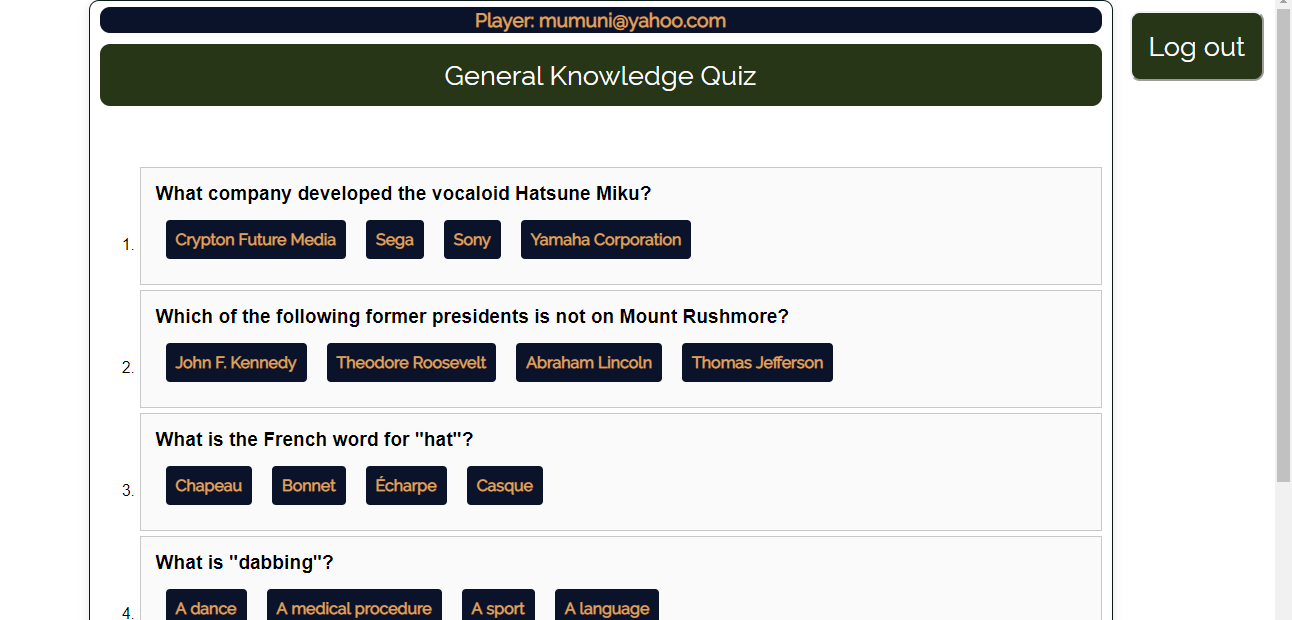 Player: mumuni@yahoo.com
Log out
General Knowledge Quiz
What company developed the vocaloid Hatsune Miku?
1. Crypton Future Media Sega Sony Yamaha Corporation
Which of the following former presidents is not on Mount Rushmore?
2. John F. Kennedy Theodore Roosevelt Abraham Lincoln Thomas Jefferson
What is the French word for "hat"?
3. Chapeau Bonnet Écharpe Casque
What is "dabbing"?
4. A dance A medical procedure A sport A language